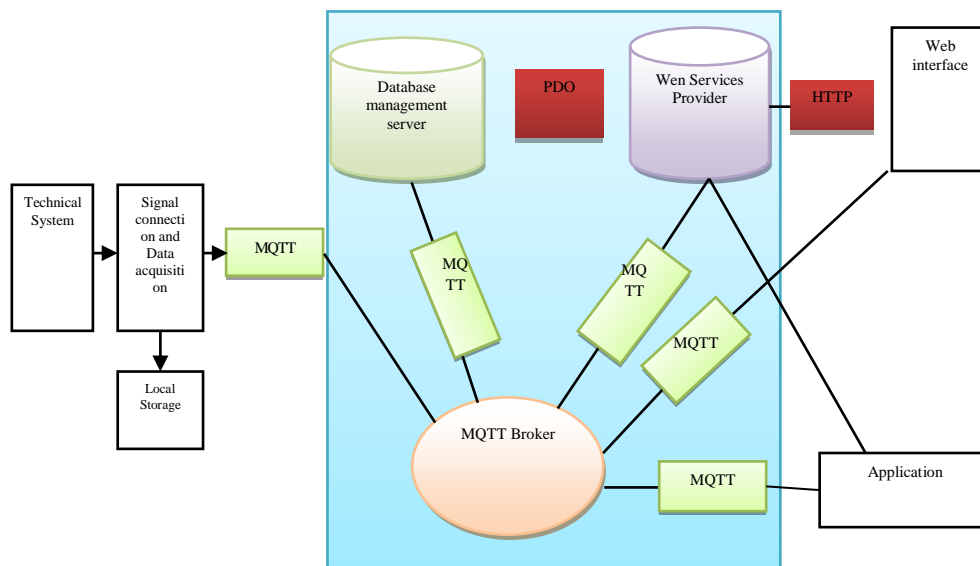 Technical
System
Signal
connecti
on and
Data
acquisiti
on
Local
Storage
MQTT
Database
management
server
PDO
Wen Services
Provider
HTTP
Web
interface
MQ
TT
MQ
TT
MQTT
MQTT Broker
MQTT
Application